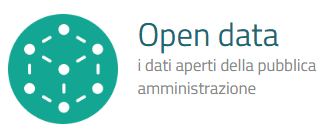 Open data
i dati aperti della pubblica
amministrazione